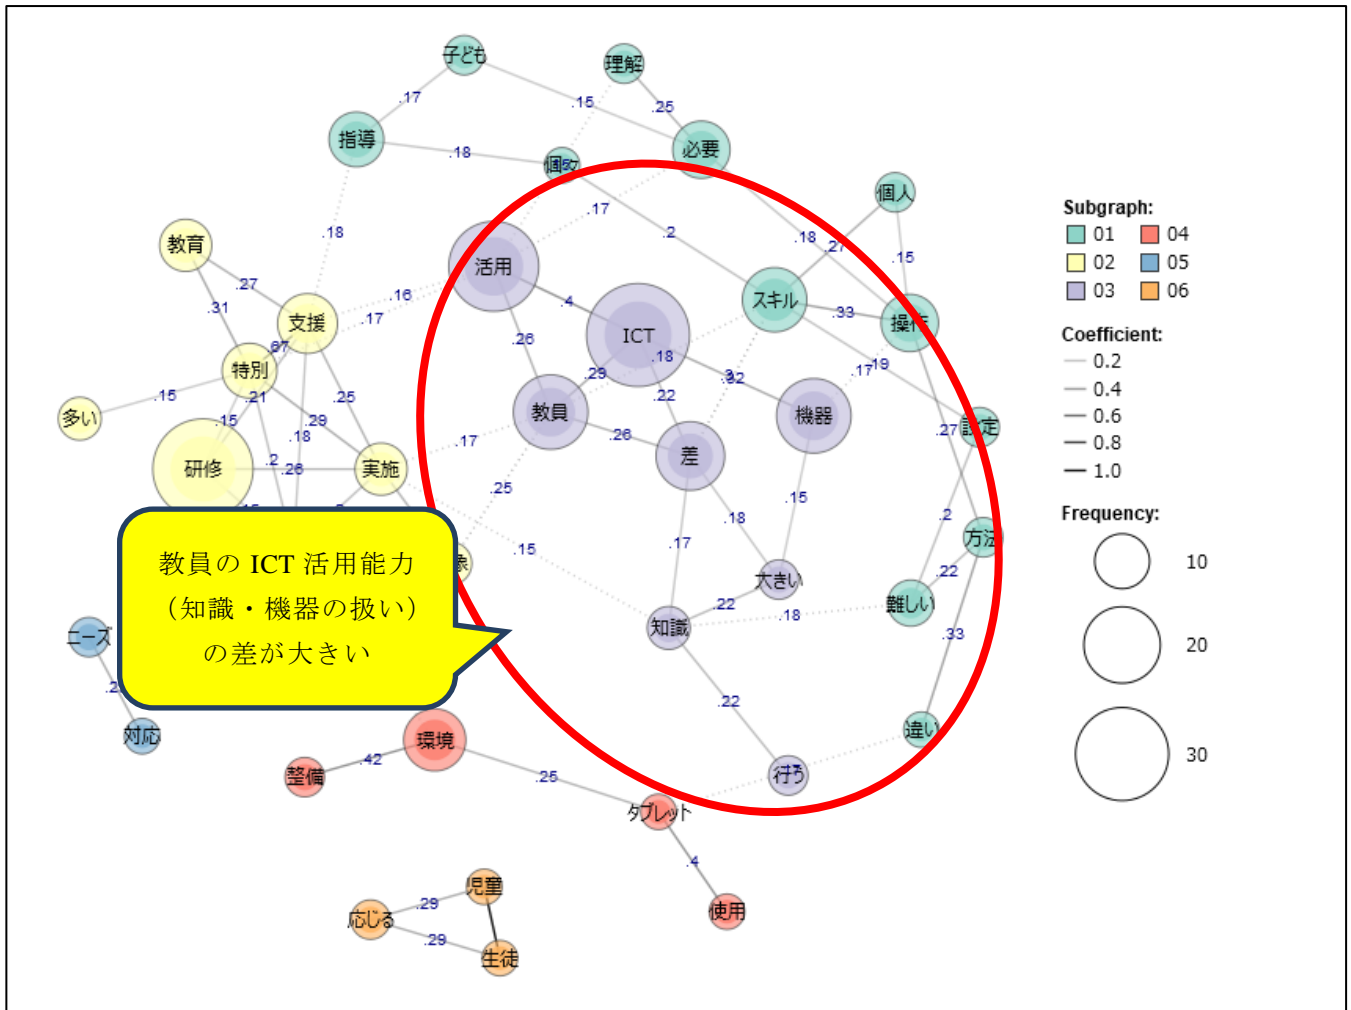 子ども
理解
.17
.15
.25
指導
.18
個々
必要
個人
.17
.2
.18
.27
.15
.18
教育
活用
スキル
.27
.31
.16
.17
.4
.33
操作
支援
ICT
.26
.18
.67
特別
.29
.22
.32
.17
.19
.15
.21
.25
多い
.15
.29
教員
機器
.27
設定
.18
.26
差
研修
.2
.26
実施
.17
.25
.15
.18
.2
方法
.15
.17
大きい
.22
.22
難しい
知識
.18
.33
教員の ICT 活用能力
(知識・機器の扱い)
の差が大きい
ニーズ
対応
.22
違い
環境
.42
整備
.25
行う
タブレット
.4
使用
児童
.29
応じる
.29
生徒
Subgraph:
01 04
02 05
03 06
Coefficient:
0.2
0.4
0.6
0.8
1.0
Frequency:
10
20
30